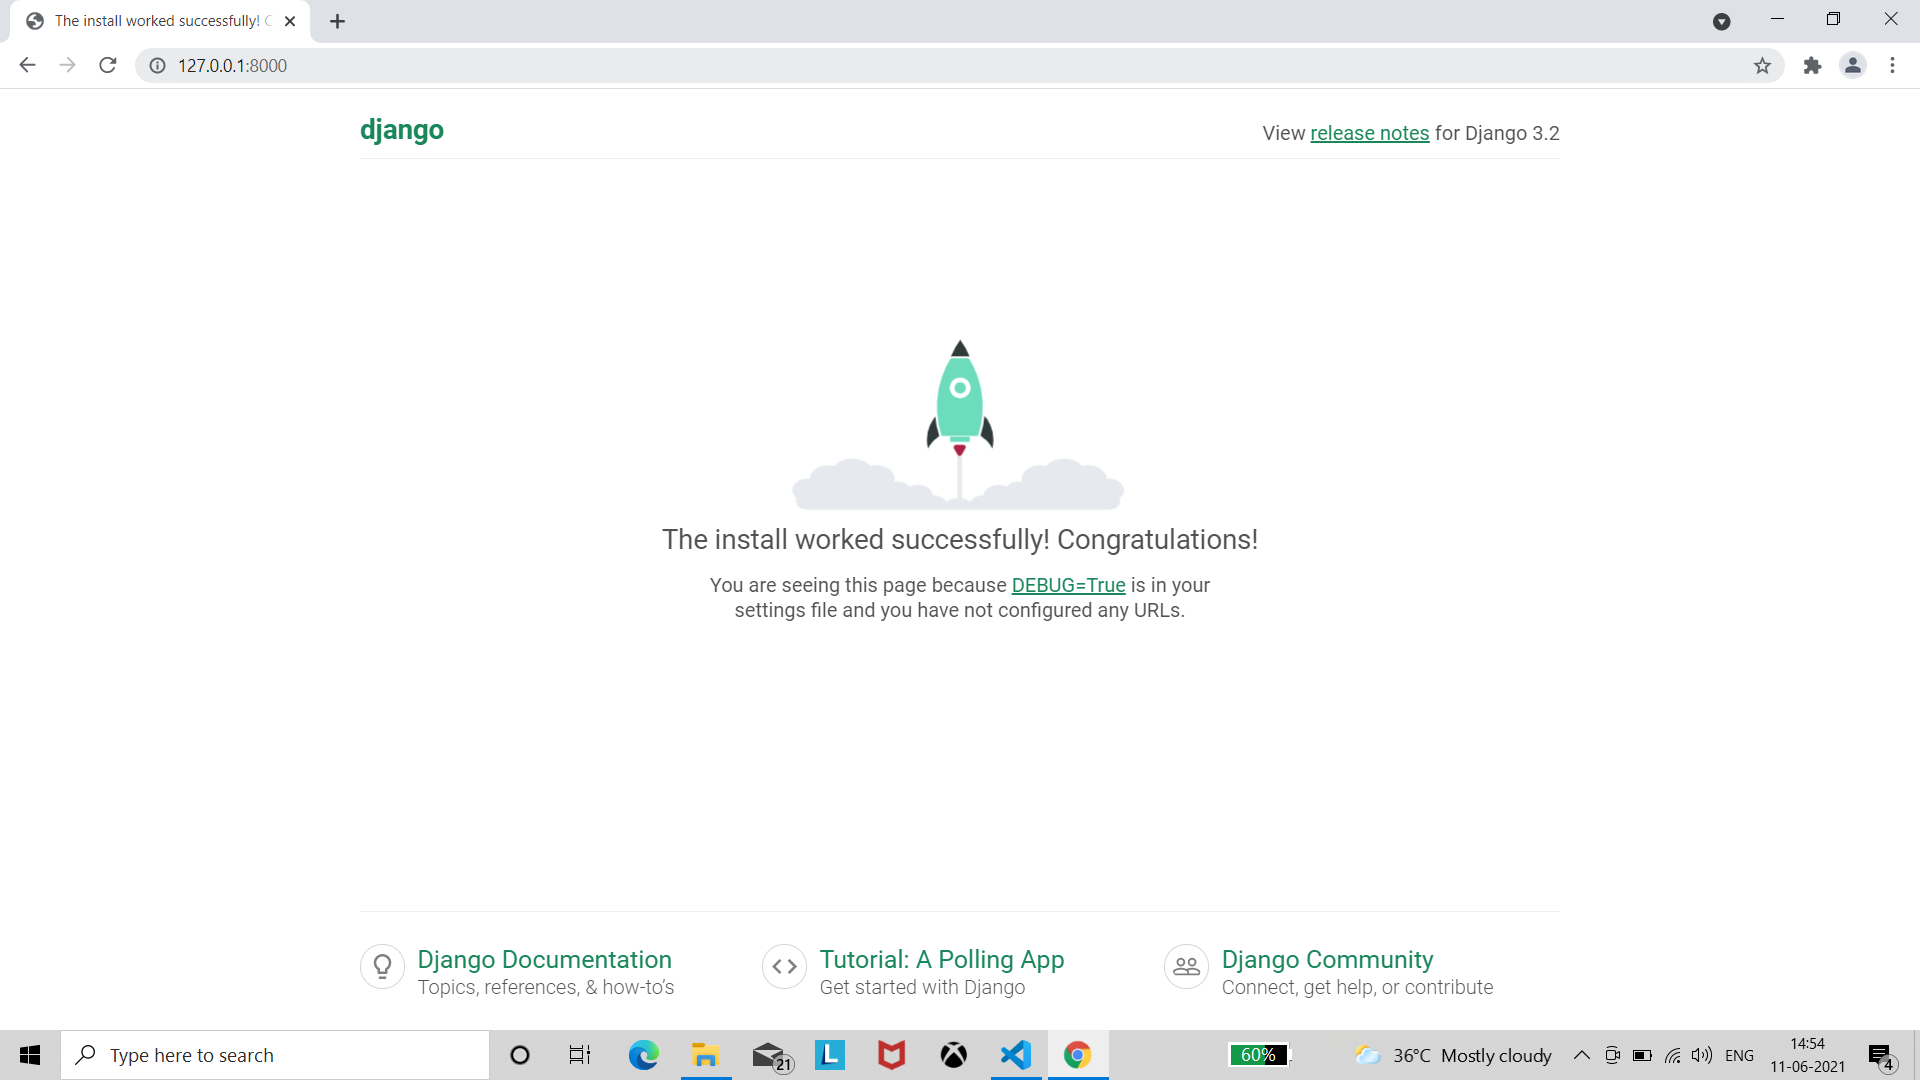 The install worked successfully! C
127.0.0.1:8000
django
View release notes for Django 3.2
The install worked successfully! Congratulations!
You are seeing this page because DEBUG=True is in your
settings file and you have not configured any URLs.
Django Documentation
Topics, references, & how-to's
Tutorial: A Polling App
Get started with Django
Django Community
Connect, get help, or contribute
Type here to search
21
L
60%
36°C Mostly cloudy
ENG
14:54
11-06-2021
4